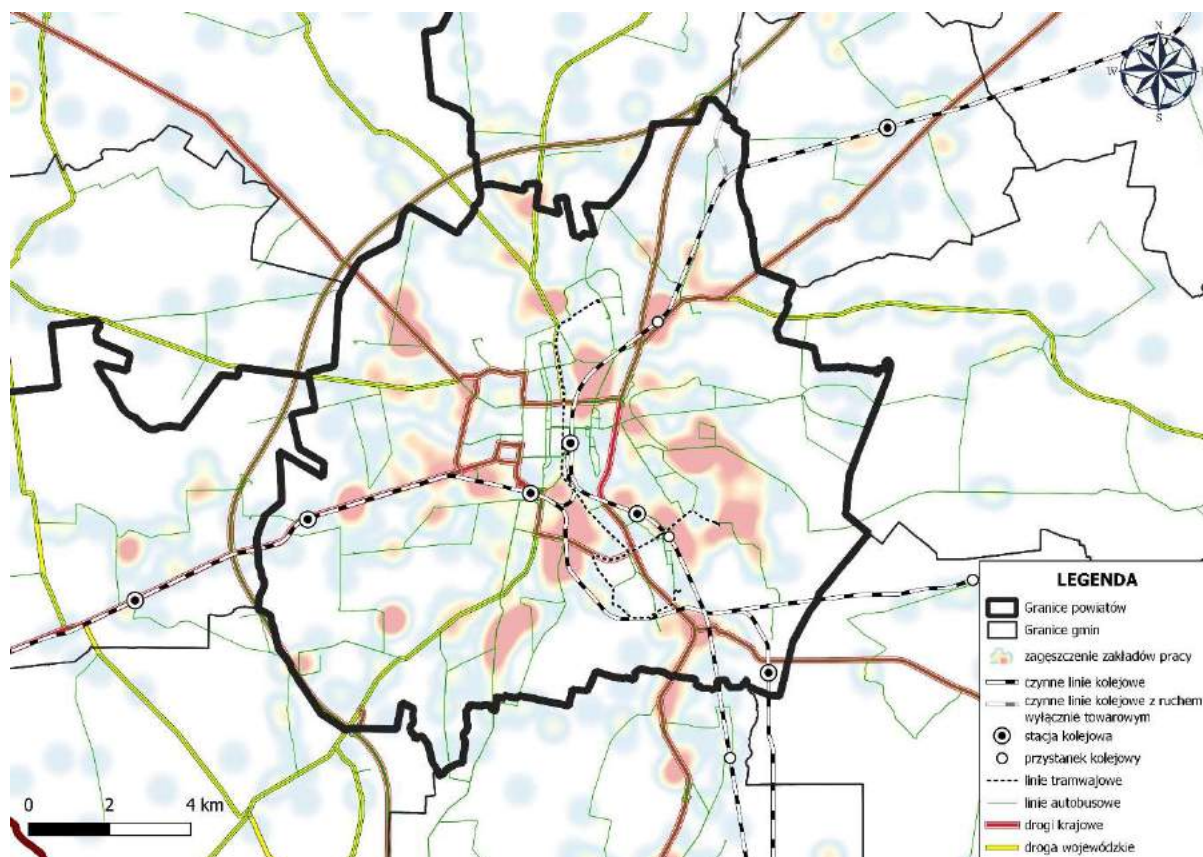 N
W
S
LEGENDA
Granice powiatów
Granice gmin
zagęszczenie zakładów pracy
czynne linie kolejowe
czynne linie kolejowe z ruchem
wyłącznie towarowym
stacja kolejowa
przystanek kolejowy
linie tramwajowe
linie autobusowe
drogi krajowe
droga wojewódzkie
0 2 4 km